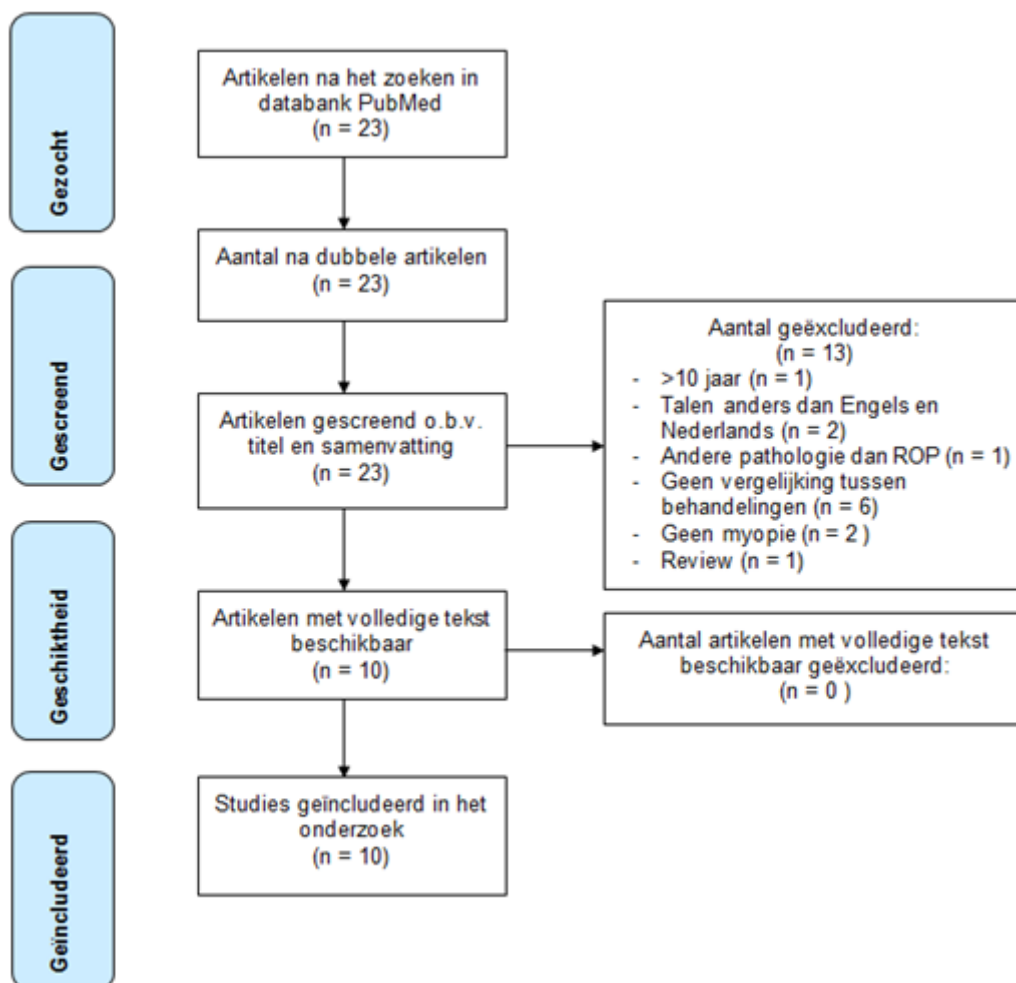 Gezocht
Artikelen na het zoeken in
databank PubMed
(n = 23)
Aantal na dubbele artikelen
(n = 23)
Gescreend
Artikelen gescreend o.b.v.
titel en samenvatting
(n = 23)
Aantal geëxcludeerd:
(n = 13)
- >10 jaar (n = 1)
- Talen anders dan Engels en
Nederlands (n = 2)
- Andere pathologie dan ROP (n = 1)
- Geen vergelijking tussen
behandelingen (n = 6)
- Geen myopie (n = 2 )
- Review (n = 1)
Geschiktheid
Artikelen met volledige tekst
beschikbaar
(n = 10)
Aantal artikelen met volledige tekst
beschikbaar geëxcludeerd:
(n = 0 )
Geïncludeerd
Studies geïncludeerd in het
onderzoek
(n = 10)